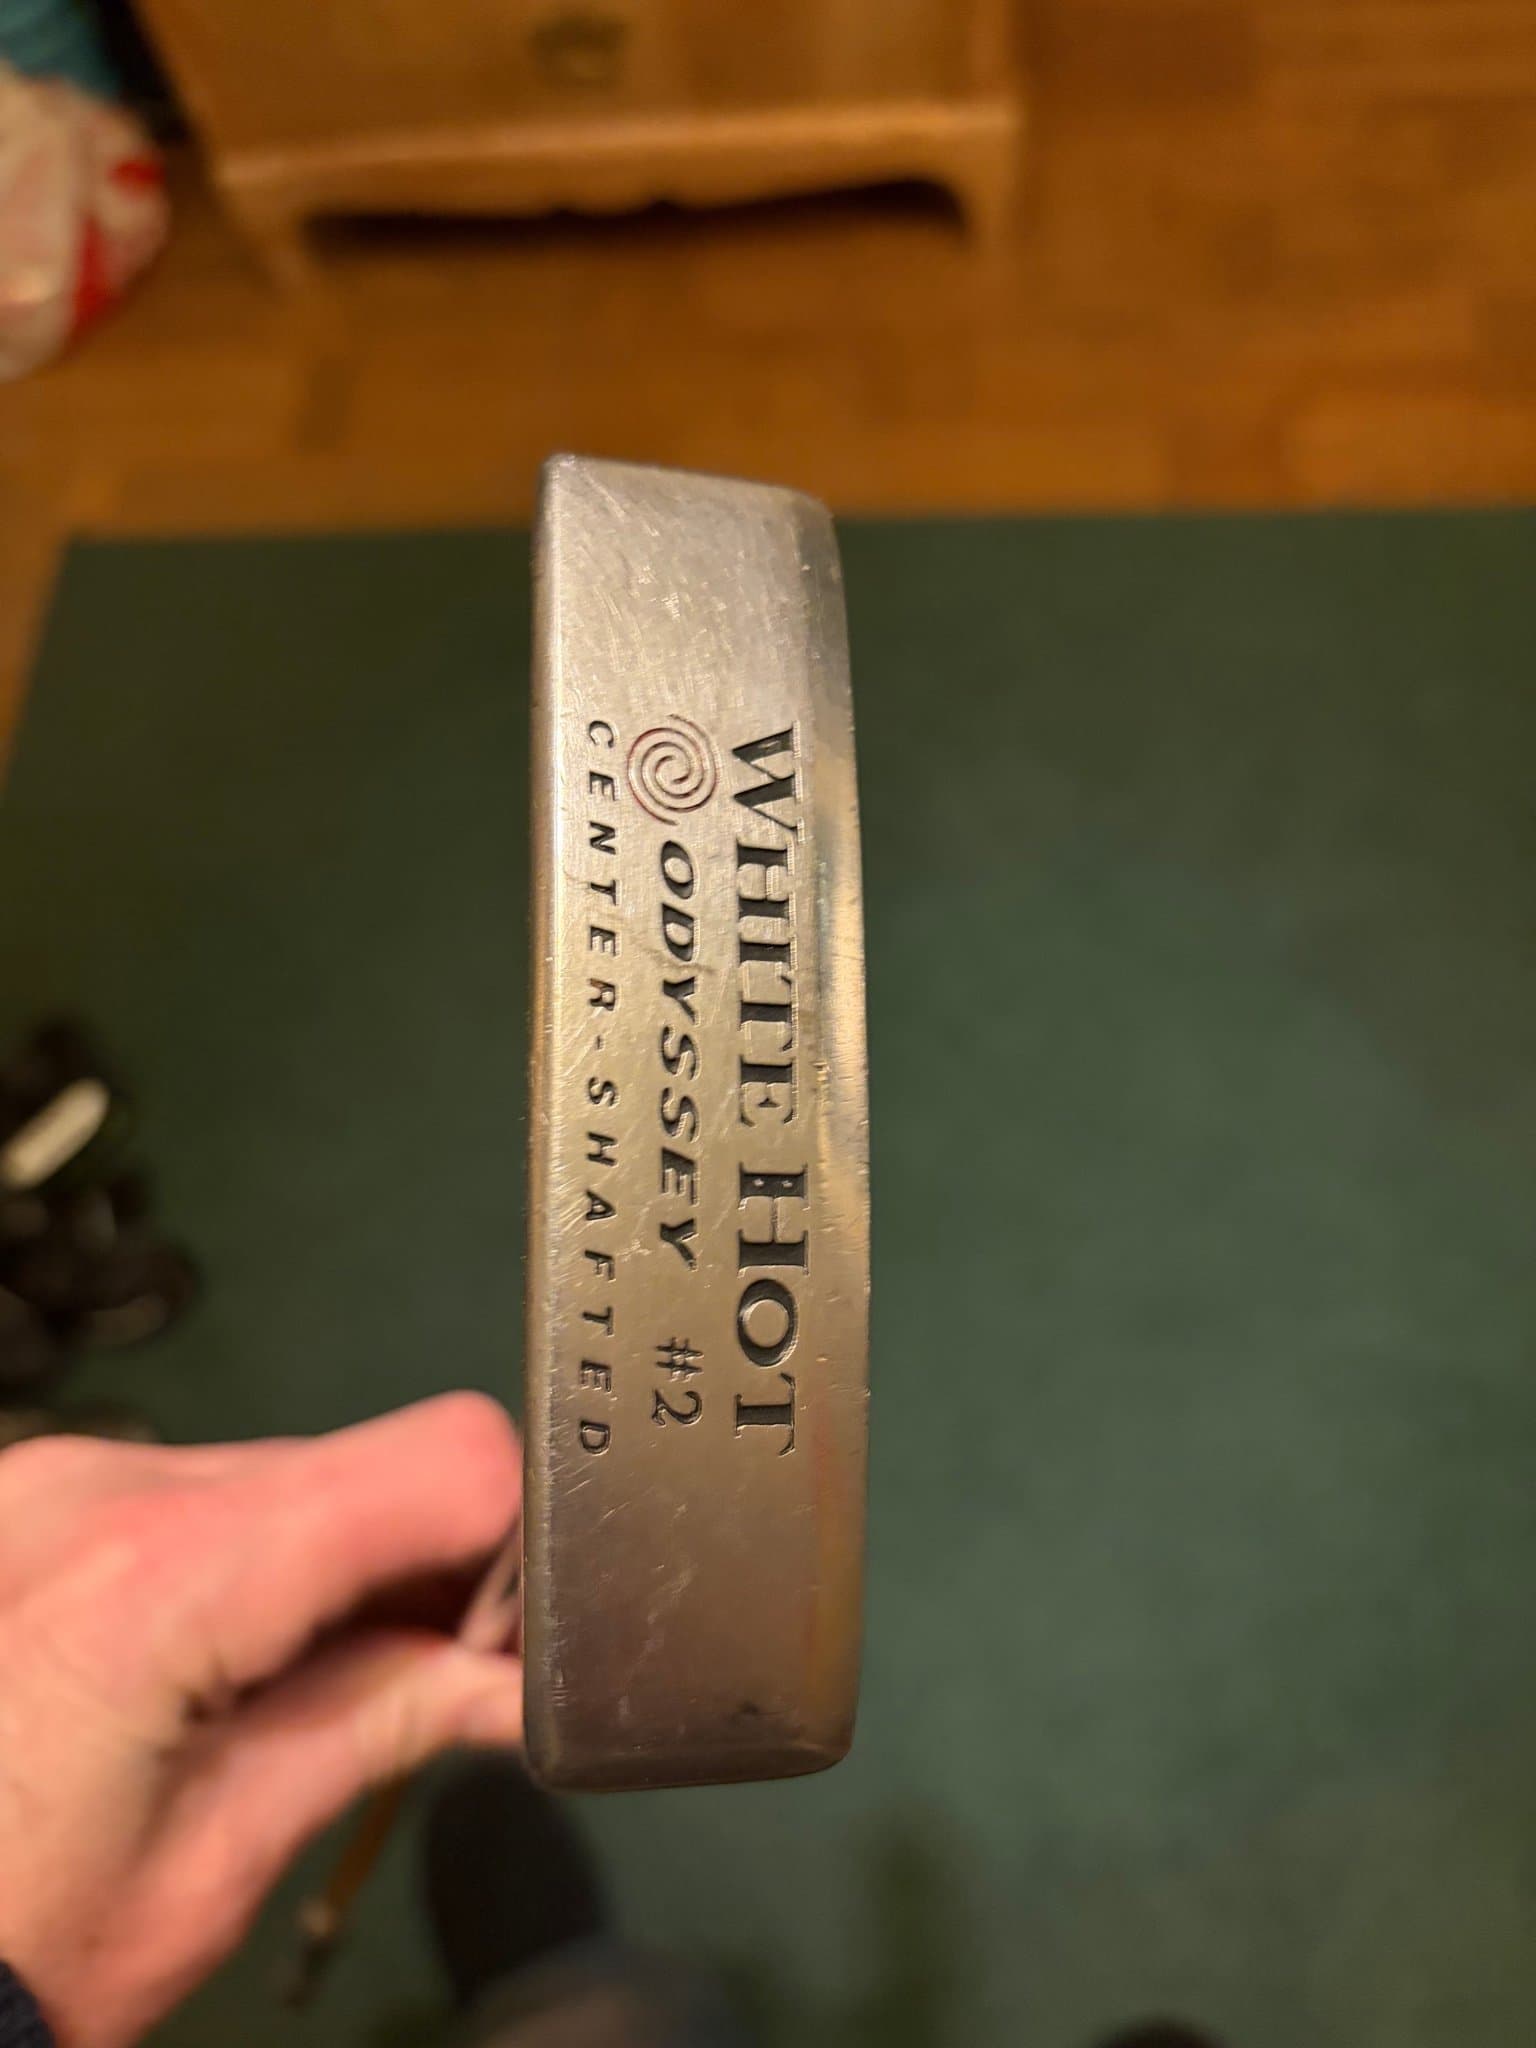 WHITE HOT
ODYSSEY #2
CENTER-SHAFTED